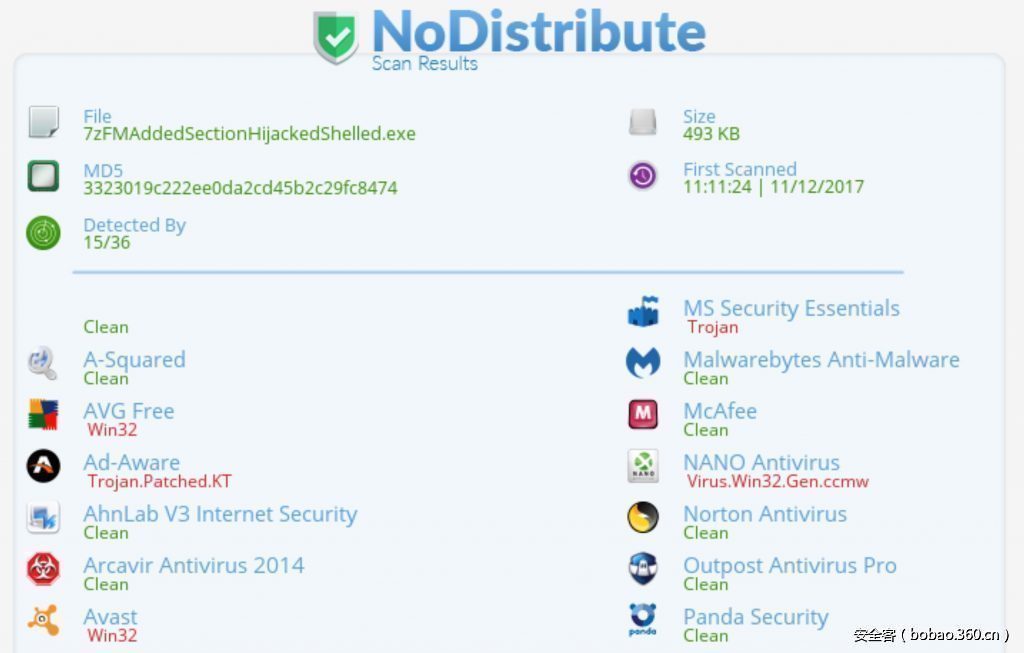 NoDistribute
Scan Results
File
7zFMAddedSectionHijackedShelled.exe
Size
493 KB
MD5
3323019c222ee0da2cd45b2c29fc8474
First Scanned
11:11:24 | 11/12/2017
Detected By
15/36
Clean
MS Security Essentials
Trojan
A-Squared
Clean
Malwarebytes Anti-Malware
Clean
AVG Free
Win32
M
McAfee
Clean
Ad-Aware
Trojan.Patched.KT
NANO
NANO Antivirus
Virus.Win32.Gen.ccmw
AhnLab V3 Internet Security
Clean
Norton Antivirus
Clean
Arcavir Antivirus 2014
Clean
Outpost Antivirus Pro
Clean
Avast
Win32
panda
Panda Security
Clean
安全客（bobao.360.cn）